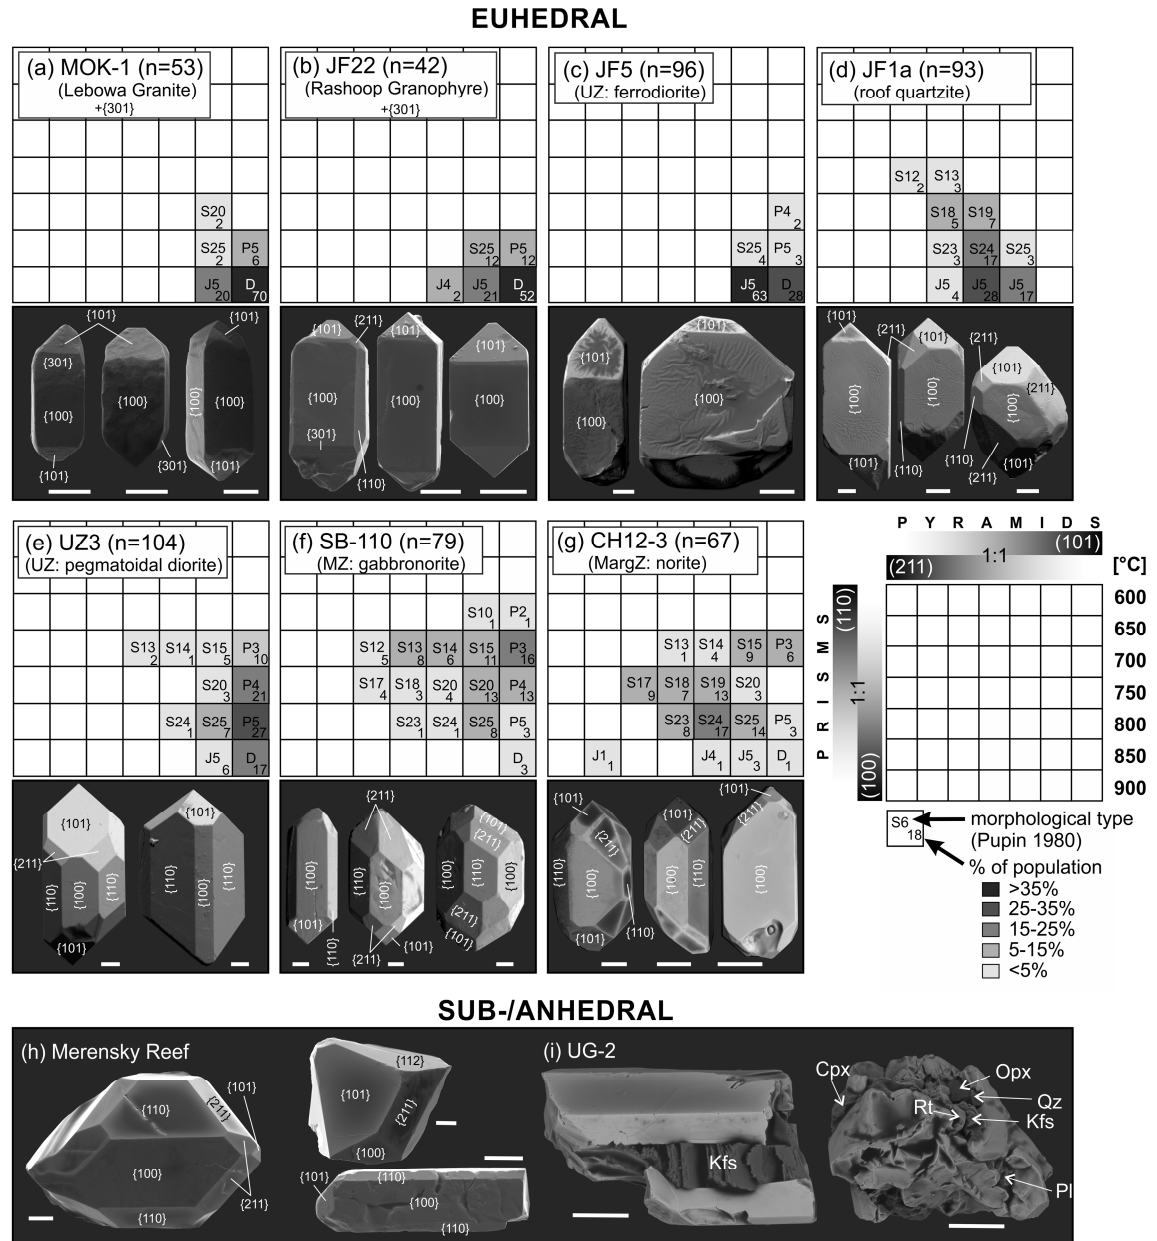 EUHEDRAL
(a) MOK-1 (n=53)
(Lebowa Granite)
+{301}
S20
2
S25
2
P5
6
J5
20
D
70
{101}
{101}
{301}
{100}
{100}
{100}
{100}
{101}
{301}
{101}
(b) JF22 (n=42)
(Rashoop Granophyre)
+{301}
S25
12
P5
12
J4
2
J5
21
D
52
{101}
{211}
{101}
{101}
{100}
{100}
{100}
{301}
{110}
(c) JF5 (n=96)
(UZ: ferrodiorite)
P4
2
S25
4
P5
3
J5
63
D
28
{101}
{101}
{100}
{100}
(d) JF1a (n=93)
(roof quartzite)
S12
2
S13
3
S18
5
S19
7
S23
3
S24
17
S25
3
J5
4
J5
28
J5
17
{101}
{211}
{101}
{211}
{101}
{211}
{100}
{100}
{100}
{101}
{110}
{110}
{211}
{101}
(e) UZ3 (n=104)
(UZ: pegmatoidal diorite)
S13
2
S14
1
S15
5
P3
10
S20
3
P4
21
S24
1
S25
7
P5
27
J5
6
D
17
{101}
{101}
{211}
{110}
{100}
{110}
{110}
{100}
{110}
{101}
(f) SB-110 (n=79)
(MZ: gabbronorite)
S10
1
P2
1
S12
5
S13
8
S14
6
S15
11
P3
16
S17
4
S18
3
S20
4
S20
13
P4
13
S23
1
S24
1
S25
8
P5
3
D
3
{211}
{101}
{211}
{100}
{110}
{100}
{110}
{100}
{101}
{110}
{211}
{101}
{211}
{101}
(g) CH12-3 (n=67)
(MargZ: norite)
S13
1
S14
4
S15
9
P3
6
S17
9
S18
7
S19
13
S20
3
S23
8
S24
17
S25
14
P5
3
J1
1
J4
1
J5
3
D
1
{101}
{211}
{110}
{100}
{110}
{101}
{101}
{211}
{100}
{110}
{101}
{211}
{100}
P Y R A M I D S
(101)
1:1
(211)
[°C]
P R I S M S
(110)
1:1
(100)
600
650
700
750
800
850
900
S6
18
morphological type
(Pupin 1980)
% of population
>35%
25-35%
15-25%
5-15%
<5%
SUB-/ANHEDRAL
(h) Merensky Reef
{110}
{211}
{101}
{100}
{211}
{110}
{112}
{101}
{211}
{100}
{101}
{110}
{100}
{110}
(i) UG-2
Kfs
Cpx
Opx
Qz
Rt
Kfs
Pl